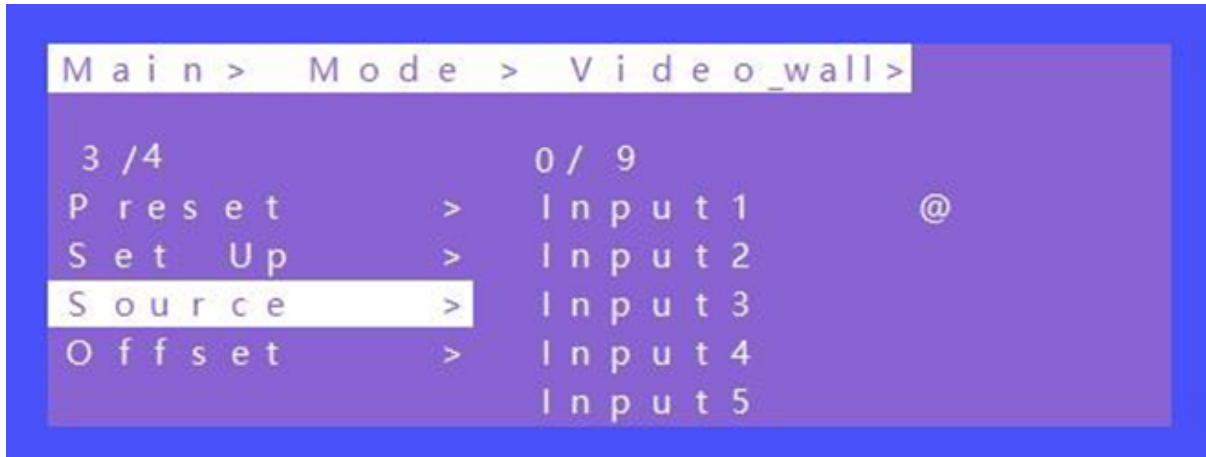 Main> Mode > Video_wall>
3 /4 0/ 9
Preset > Input1 @
Set Up > Input2
Source > Input3
Offset > Input4
Input5